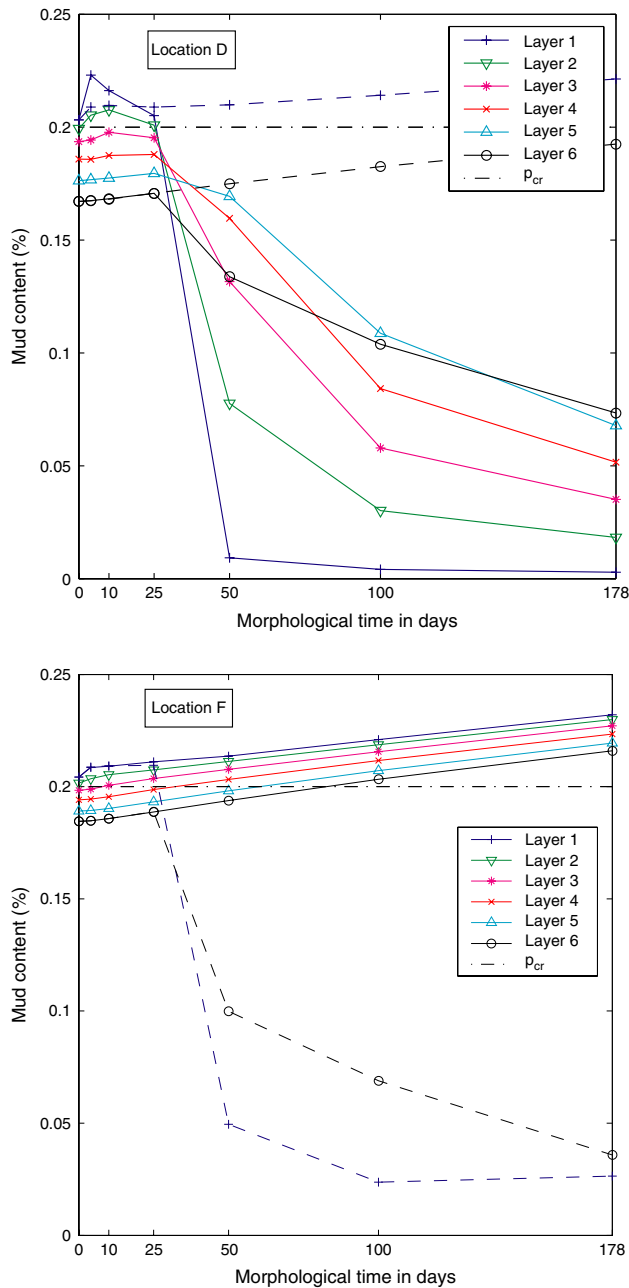 0.25
Location D
Layer 1
Layer 2
Layer 3
Layer 4
Layer 5
Layer 6
p_cr
0.2
0.15
0.1
0.05
0
Mud content (%)
0 10 25 50 100 178
Morphological time in days
0.25
Location F
0.2
0.15
0.1
0.05
0
Layer 1
Layer 2
Layer 3
Layer 4
Layer 5
Layer 6
p_cr
Mud content (%)
0 10 25 50 100 178
Morphological time in days